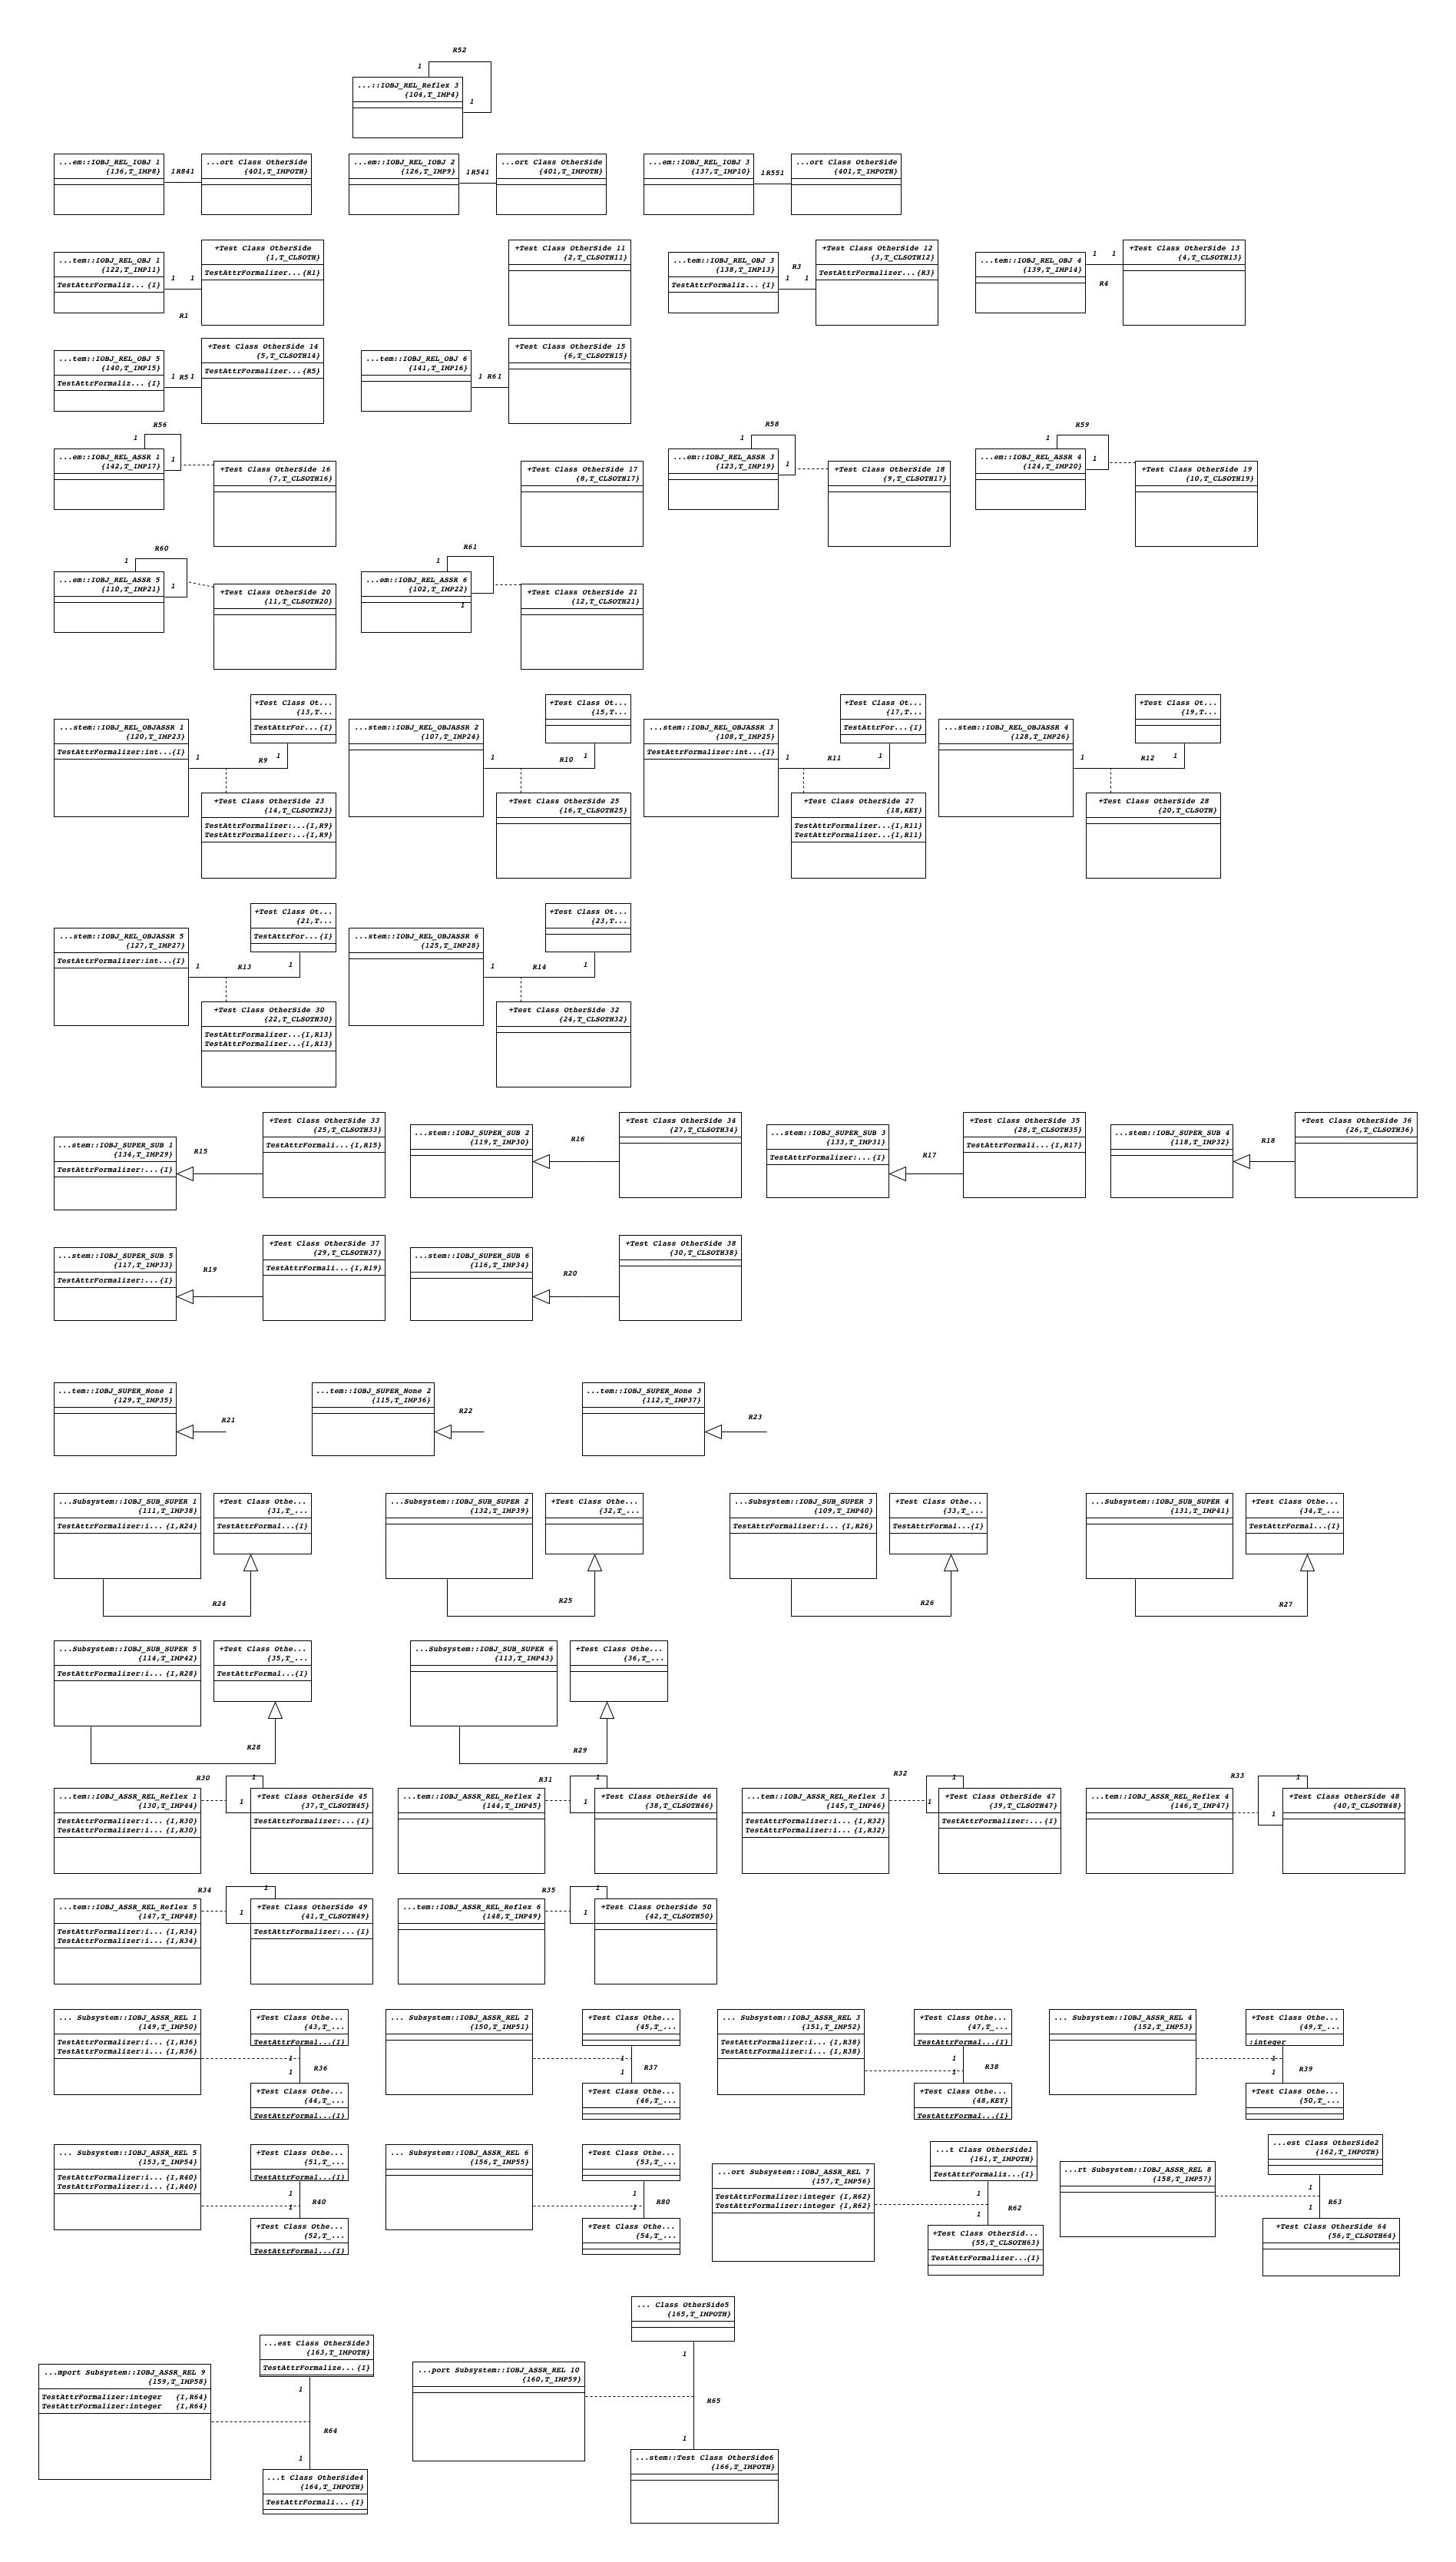 R52
1
...::IOBJ_REL_Reflex 3
{104,T_IMP4}
1
...em::IOBJ_REL_IOBJ 1
{136,T_IMP8}
1R841
...ort Class OtherSide
{401,T_IMPOTH}
...em::IOBJ_REL_IOBJ 2
{126,T_IMP9}
1R541
...ort Class OtherSide
{401,T_IMPOTH}
...em::IOBJ_REL_IOBJ 3
{137,T_IMP10}
1R551
...ort Class OtherSide
{401,T_IMPOTH}
...tem::IOBJ_REL_OBJ 1
{122,T_IMP11}
TestAttrFormaliz... {I}
1 1
R1
+Test Class OtherSide
{1,T_CLSOTH}
TestAttrFormalizer... {R1}
+Test Class OtherSide 11
{2,T_CLSOTH11}
...tem::IOBJ_REL_OBJ 3
{138,T_IMP13}
TestAttrFormaliz... {I}
R3
1 1
+Test Class OtherSide 12
{3,T_CLSOTH12}
TestAttrFormalizer... {R3}
...tem::IOBJ_REL_OBJ 4
{139,T_IMP14}
1 1
R4
+Test Class OtherSide 13
{4,T_CLSOTH13}
...tem::IOBJ_REL_OBJ 5
{140,T_IMP15}
TestAttrFormaliz... {I}
1 R5 1
+Test Class OtherSide 14
{5,T_CLSOTH14}
TestAttrFormalizer... {R5}
...tem::IOBJ_REL_OBJ 6
{141,T_IMP16}
1 R6 1
+Test Class OtherSide 15
{6,T_CLSOTH15}
R56
1
...em::IOBJ_REL_ASSR 1
{142,T_IMP17}
1
+Test Class OtherSide 16
{7,T_CLSOTH16}
+Test Class OtherSide 17
{8,T_CLSOTH17}
R58
1
...em::IOBJ_REL_ASSR 3
{123,T_IMP19}
1
+Test Class OtherSide 18
{9,T_CLSOTH17}
R59
1
...em::IOBJ_REL_ASSR 4
{124,T_IMP20}
1
+Test Class OtherSide 19
{10,T_CLSOTH19}
R60
1
...em::IOBJ_REL_ASSR 5
{110,T_IMP21}
1
+Test Class OtherSide 20
{11,T_CLSOTH20}
R61
1
...em::IOBJ_REL_ASSR 6
{102,T_IMP22}
1
+Test Class OtherSide 21
{12,T_CLSOTH21}
...stem::IOBJ_REL_OBJASSR 1
{120,T_IMP23}
TestAttrFormalizer:int...{I}
+Test Class Ot...
{13,T...
TestAttrFor...{I}
1
R9
1
+Test Class OtherSide 23
{14,T_CLSOTH23}
TestAttrFormalizer:...{I,R9}
TestAttrFormalizer:...{I,R9}
...stem::IOBJ_REL_OBJASSR 2
{107,T_IMP24}
+Test Class Ot...
{15,T...
1
R10
1
+Test Class OtherSide 25
{16,T_CLSOTH25}
...stem::IOBJ_REL_OBJASSR 3
{108,T_IMP25}
TestAttrFormalizer:int...{I}
+Test Class Ot...
{17,T...
TestAttrFor...{I}
1
R11
1
+Test Class OtherSide 27
{18,KEY}
TestAttrFormalizer...{I,R11}
TestAttrFormalizer...{I,R11}
...stem::IOBJ_REL_OBJASSR 4
{128,T_IMP26}
+Test Class Ot...
{19,T...
1
R12
1
+Test Class OtherSide 28
{20,T_CLSOTH}
...stem::IOBJ_REL_OBJASSR 5
{127,T_IMP27}
TestAttrFormalizer:int...{I}
+Test Class Ot...
{21,T...
TestAttrFor...{I}
1
R13
1
+Test Class OtherSide 30
{22,T_CLSOTH30}
TestAttrFormalizer...{I,R13}
TestAttrFormalizer...{I,R13}
...stem::IOBJ_REL_OBJASSR 6
{125,T_IMP28}
+Test Class Ot...
{23,T...
1
R14
1
+Test Class OtherSide 32
{24,T_CLSOTH32}
...stem::IOBJ_SUPER_SUB 1
{134,T_IMP29}
TestAttrFormalizer:...{I}
R15
+Test Class OtherSide 33
{25,T_CLSOTH33}
TestAttrFormali...{I,R15}
...stem::IOBJ_SUPER_SUB 2
{119,T_IMP30}
R16
+Test Class OtherSide 34
{27,T_CLSOTH34}
...stem::IOBJ_SUPER_SUB 3
{133,T_IMP31}
TestAttrFormalizer:...{I}
R17
+Test Class OtherSide 35
{28,T_CLSOTH35}
TestAttrFormali...{I,R17}
...stem::IOBJ_SUPER_SUB 4
{118,T_IMP32}
R18
+Test Class OtherSide 36
{26,T_CLSOTH36}
...stem::IOBJ_SUPER_SUB 5
{117,T_IMP33}
TestAttrFormalizer:...{I}
R19
+Test Class OtherSide 37
{29,T_CLSOTH37}
TestAttrFormali...{I,R19}
...stem::IOBJ_SUPER_SUB 6
{116,T_IMP34}
R20
+Test Class OtherSide 38
{30,T_CLSOTH38}
...tem::IOBJ_SUPER_None 1
{129,T_IMP35}
R21
...tem::IOBJ_SUPER_None 2
{115,T_IMP36}
R22
...tem::IOBJ_SUPER_None 3
{112,T_IMP37}
R23
...Subsystem::IOBJ_SUB_SUPER 1
{111,T_IMP38}
TestAttrFormalizer:i... {I,R24}
+Test Class Othe...
{31,T_...
TestAttrFormal...{I}
R24
...Subsystem::IOBJ_SUB_SUPER 2
{132,T_IMP39}
+Test Class Othe...
{32,T_...
R25
...Subsystem::IOBJ_SUB_SUPER 3
{109,T_IMP40}
TestAttrFormalizer:i... {I,R26}
+Test Class Othe...
{33,T_...
TestAttrFormal...{I}
R26
...Subsystem::IOBJ_SUB_SUPER 4
{131,T_IMP41}
+Test Class Othe...
{34,T_...
TestAttrFormal...{I}
R27
...Subsystem::IOBJ_SUB_SUPER 5
{114,T_IMP42}
TestAttrFormalizer:i... {I,R28}
+Test Class Othe...
{35,T_...
TestAttrFormal...{I}
R28
...Subsystem::IOBJ_SUB_SUPER 6
{113,T_IMP43}
+Test Class Othe...
{36,T_...
R29
R30
1
...tem::IOBJ_ASSR_REL_Reflex 1
{130,T_IMP44}
TestAttrFormalizer:i... {I,R30}
TestAttrFormalizer:i... {I,R30}
1
+Test Class OtherSide 45
{37,T_CLSOTH45}
TestAttrFormalizer:...{I}
R31
1
...tem::IOBJ_ASSR_REL_Reflex 2
{144,T_IMP45}
1
+Test Class OtherSide 46
{38,T_CLSOTH46}
R32
1
...tem::IOBJ_ASSR_REL_Reflex 3
{145,T_IMP46}
TestAttrFormalizer:i... {I,R32}
TestAttrFormalizer:i... {I,R32}
1
+Test Class OtherSide 47
{39,T_CLSOTH47}
TestAttrFormalizer:...{I}
R33
1
...tem::IOBJ_ASSR_REL_Reflex 4
{146,T_IMP47}
1
+Test Class OtherSide 48
{40,T_CLSOTH48}
R34
1
...tem::IOBJ_ASSR_REL_Reflex 5
{147,T_IMP48}
TestAttrFormalizer:i... {I,R34}
TestAttrFormalizer:i... {I,R34}
1
+Test Class OtherSide 49
{41,T_CLSOTH49}
TestAttrFormalizer:...{I}
R35
1
...tem::IOBJ_ASSR_REL_Reflex 6
{148,T_IMP49}
1
+Test Class OtherSide 50
{42,T_CLSOTH50}
... Subsystem::IOBJ_ASSR_REL 1
{149,T_IMP50}
TestAttrFormalizer:i... {I,R36}
TestAttrFormalizer:i... {I,R36}
+Test Class Othe...
{43,T_...
TestAttrFormal...{I}
1
R36
1
+Test Class Othe...
{44,T_...
TestAttrFormal...{I}
... Subsystem::IOBJ_ASSR_REL 2
{150,T_IMP51}
+Test Class Othe...
{45,T_...
1
R37
1
+Test Class Othe...
{46,T_...
... Subsystem::IOBJ_ASSR_REL 3
{151,T_IMP52}
TestAttrFormalizer:i... {I,R38}
TestAttrFormalizer:i... {I,R38}
+Test Class Othe...
{47,T_...
TestAttrFormal...{I}
1
R38
1
+Test Class Othe...
{48,KEY}
TestAttrFormal...{I}
... Subsystem::IOBJ_ASSR_REL 4
{152,T_IMP53}
+Test Class Othe...
{49,T_...
:integer
1
R39
1
+Test Class Othe...
{50,T_...
... Subsystem::IOBJ_ASSR_REL 5
{153,T_IMP54}
TestAttrFormalizer:i... {I,R40}
TestAttrFormalizer:i... {I,R40}
+Test Class Othe...
{51,T_...
TestAttrFormal...{I}
1
R40
1
+Test Class Othe...
{52,T_...
TestAttrFormal...{I}
... Subsystem::IOBJ_ASSR_REL 6
{156,T_IMP55}
+Test Class Othe...
{53,T_...
1
R80
1
+Test Class Othe...
{54,T_...
...ort Subsystem::IOBJ_ASSR_REL 7
{157,T_IMP56}
TestAttrFormalizer:integer {I,R62}
TestAttrFormalizer:integer {I,R62}
...t Class OtherSide1
{161,T_IMPOTH}
TestAttrFormaliz...{I}
1
R62
1
+Test Class OtherSid...
{55,T_CLSOTH63}
TestAttrFormalizer...{I}
...rt Subsystem::IOBJ_ASSR_REL 8
{158,T_IMP57}
...est Class OtherSide2
{162,T_IMPOTH}
1
R63
1
+Test Class OtherSide 64
{56,T_CLSOTH64}
...mport Subsystem::IOBJ_ASSR_REL 9
{159,T_IMP58}
TestAttrFormalizer:integer {I,R64}
TestAttrFormalizer:integer {I,R64}
...est Class OtherSide3
{163,T_IMPOTH}
TestAttrFormalize... {I}
1
R64
1
...t Class OtherSide4
{164,T_IMPOTH}
TestAttrFormali... {I}
...port Subsystem::IOBJ_ASSR_REL 10
{160,T_IMP59}
... Class OtherSide5
{165,T_IMPOTH}
1
R65
1
...stem::Test Class OtherSide6
{166,T_IMPOTH}